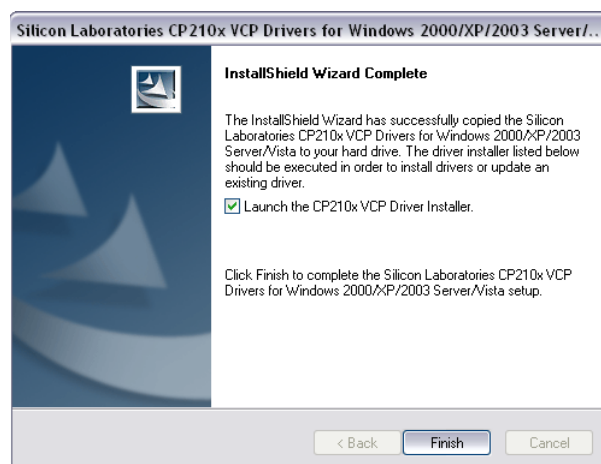 Silicon Laboratories CP210x VCP Drivers for Windows 2000/XP/2003 Server/...
InstallShield Wizard Complete
The InstallShield Wizard has successfully copied the Silicon
Laboratories CP210x VCP Drivers for Windows 2000/XP/2003
Server/Vista to your hard drive. The driver installer listed below
should be executed in order to install drivers or update an
existing driver.
Launch the CP210x VCP Driver Installer.
Click Finish to complete the Silicon Laboratories CP210x VCP
Drivers for Windows 2000/XP/2003 Server/Vista setup.
< Back Finish Cancel